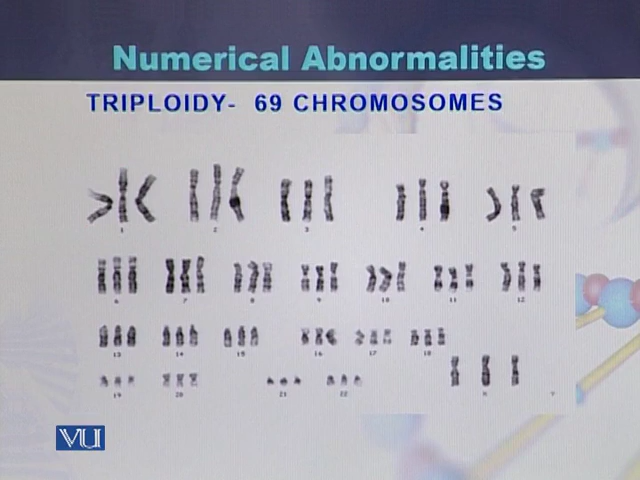 Numerical Abnormalities
TRIPLOIDY- 69 CHROMOSOMES
1 2 3 4 5
6 7 8 9 10 11 12
13 14 15 16 17 18
19 20 21 22
VU